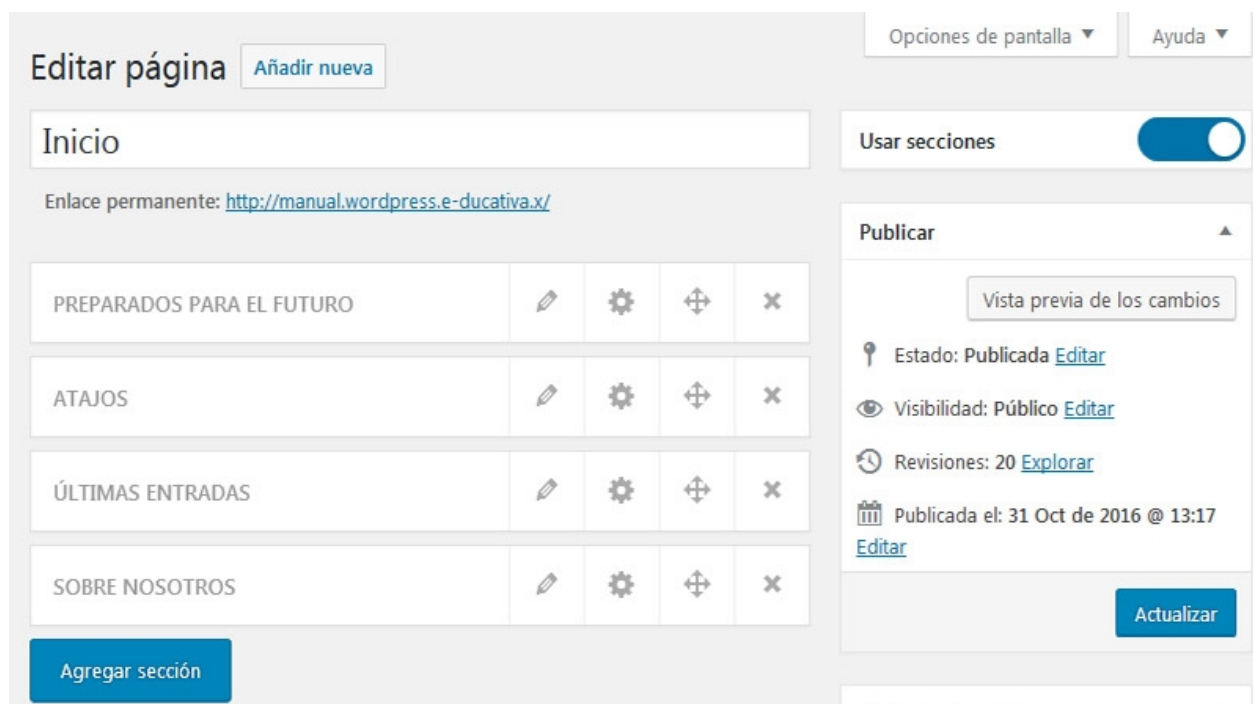 Opciones de pantalla ▼
Ayuda ▼
Editar página
Añadir nueva
Inicio
Enlace permanente: http://manual.wordpress.e-ducativa.x/
PREPARADOS PARA EL FUTURO
ATAJOS
ÚLTIMAS ENTRADAS
SOBRE NOSOTROS
Agregar sección
Usar secciones
Publicar
Vista previa de los cambios
Estado: Publicada Editar
Visibilidad: Público Editar
Revisiones: 20 Explorar
Publicada el: 31 Oct de 2016 @ 13:17
Editar
Actualizar